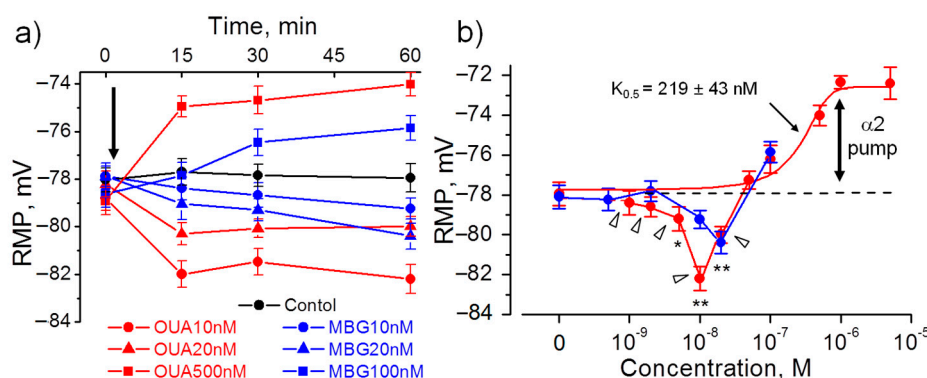 a)
Time, min
0 15 30 45 60
−74
−76
−78
−80
−82
−84
RMP, mV
Contol
OUA10nM
OUA20nM
OUA500nM
MBG10nM
MBG20nM
MBG100nM
b)
−72
−74
−76
−78
−80
−82
−84
RMP, mV
K0.5 = 219 ± 43 nM
α2
pump
*
**
**
0 10⁻⁹ 10⁻⁸ 10⁻⁷ 10⁻⁶ 10⁻⁵
Concentration, M